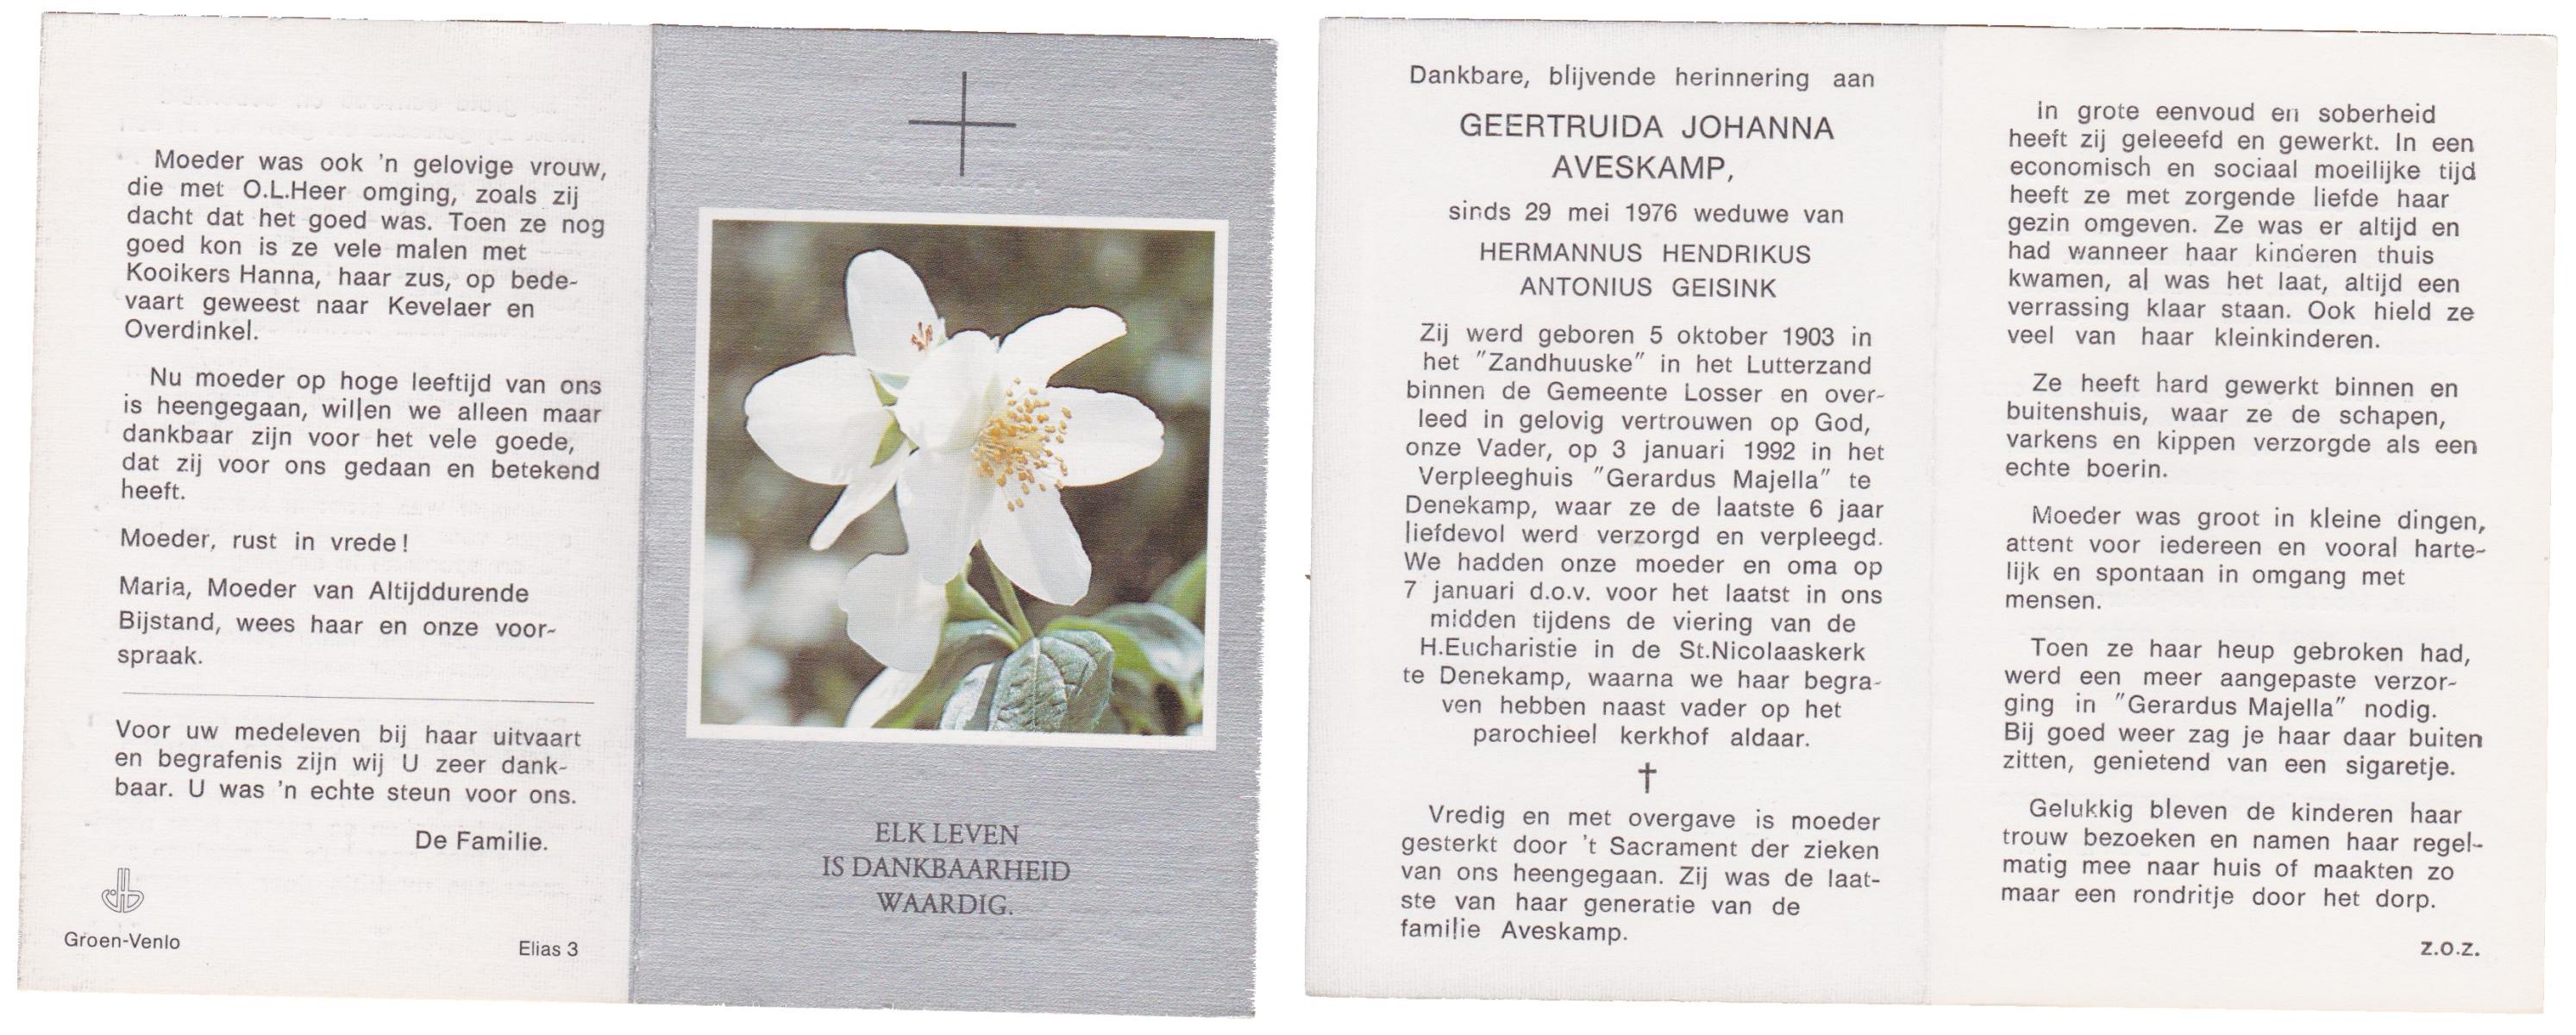 Moeder was ook 'n gelovige vrouw,
die met O.L.Heer omging, zoals zij
dacht dat het goed was. Toen ze nog
goed kon is ze vele malen met
Kooikers Hanna, haar zus, op bede-
vaart geweest naar Kevelaer en
Overdinkel.
Nu moeder op hoge leeftijd van ons
is heengegaan, willen we alleen maar
dankbaar zijn voor het vele goede,
dat zij voor ons gedaan en betekend
heeft.
Moeder, rust in vrede!
Maria, Moeder van Altijddurende
Bijstand, wees haar en onze voor-
spraak.
Voor uw medeleven bij haar uitvaart
en begrafenis zijn wij U zeer dank-
baar. U was 'n echte steun voor ons.
De Familie.
Groen-Venlo
Elias 3
ELK LEVEN
IS DANKBAARHEID
WAARDIG.
Dankbare, blijvende herinnering aan
GEERTRUIDA JOHANNA
AVESKAMP,
sinds 29 mei 1976 weduwe van
HERMANNUS HENDRIKUS
ANTONIUS GEISINK
Zij werd geboren 5 oktober 1903 in
het "Zandhuuske" in het Lutterzand
binnen de Gemeente Losser en over-
leed in gelovig vertrouwen op God,
onze Vader, op 3 januari 1992 in het
Verpleeghuis "Gerardus Majella" te
Denekamp, waar ze de laatste 6 jaar
liefdevol werd verzorgd en verpleegd.
We hadden onze moeder en oma op
7 januari d.o.v. voor het laatst in ons
midden tijdens de viering van de
H.Eucharistie in de St.Nicolaaskerk
te Denekamp, waarna we haar begra-
ven hebben naast vader op het
parochieel kerkhof aldaar.
Vredig en met overgave is moeder
gesterkt door 't Sacrament der zieken
van ons heengegaan. Zij was de laat-
ste van haar generatie van de
familie Aveskamp.
In grote eenvoud en soberheid
heeft zij geleeefd en gewerkt. In een
economisch en sociaal moeilijke tijd
heeft ze met zorgende liefde haar
gezin omgeven. Ze was er altijd en
had wanneer haar kinderen thuis
kwamen, al was het laat, altijd een
verrassing klaar staan. Ook hield ze
veel van haar kleinkinderen.
Ze heeft hard gewerkt binnen en
buitenshuis, waar ze de schapen,
varkens en kippen verzorgde als een
echte boerin.
Moeder was groot in kleine dingen,
attent voor iedereen en vooral harte-
lijk en spontaan in omgang met
mensen.
Toen ze haar heup gebroken had,
werd een meer aangepaste verzor-
ging in "Gerardus Majella" nodig.
Bij goed weer zag je haar daar buiten
zitten, genietend van een sigaretje.
Gelukkig bleven de kinderen haar
trouw bezoeken en namen haar regel-
matig mee naar huis of maakten zo
maar een rondritje door het dorp.
z.o.z.